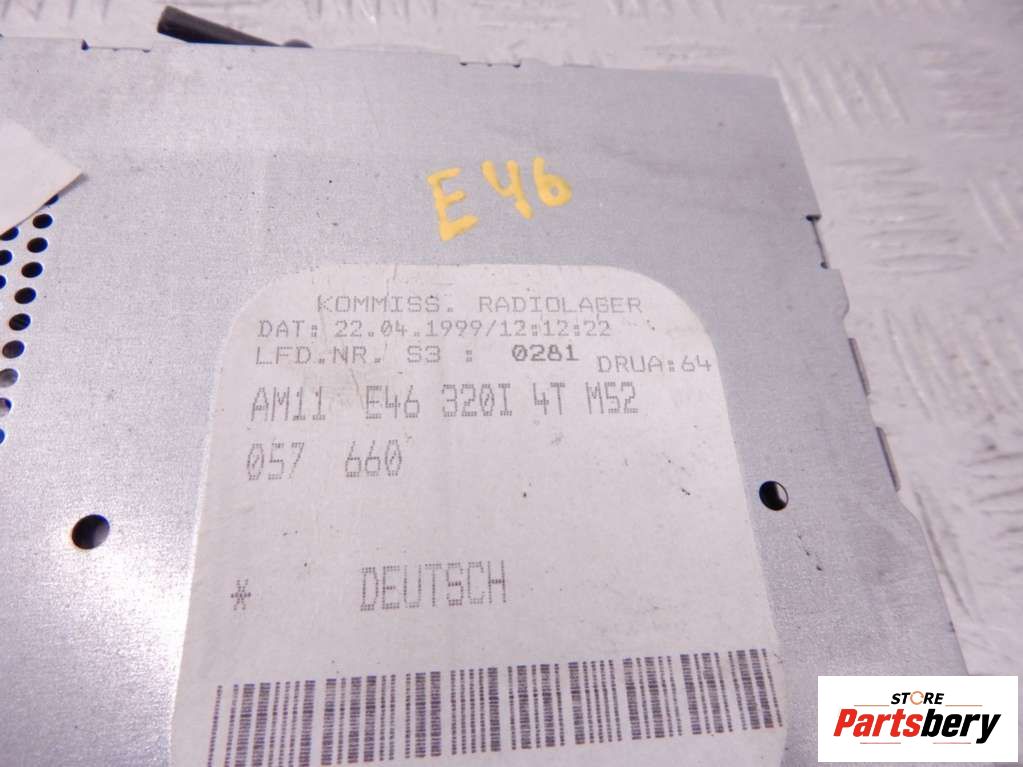 E46
KOMMISS. RADIOLAGER
DAT: 22.04.1999/12:12:22
LFD.NR. S3 : 0281 DRUA:64
AM11 E46 320I 4T M52
057 660
* DEUTSCH
STORE
Partsbery